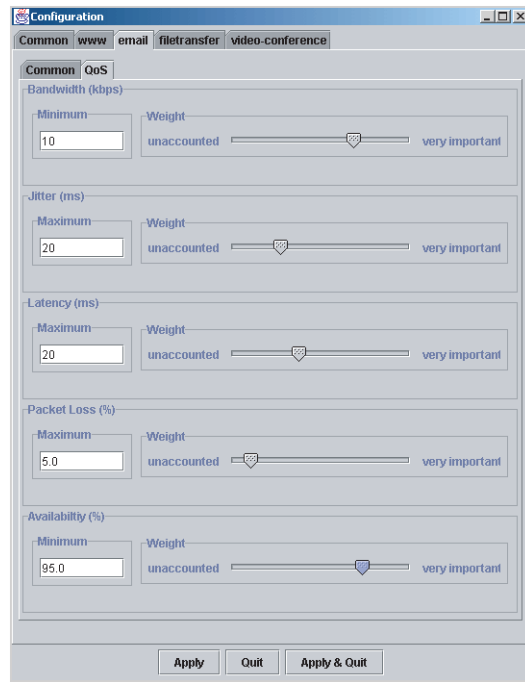 Configuration
Common www email filetransfer video-conference
Common QoS
Bandwidth (kbps)
Minimum
Weight
10
unaccounted
very important
Jitter (ms)
Maximum
Weight
20
unaccounted
very important
Latency (ms)
Maximum
Weight
20
unaccounted
very important
Packet Loss (%)
Maximum
Weight
5.0
unaccounted
very important
Availabiltiy (%)
Minimum
Weight
95.0
unaccounted
very important
Apply Quit Apply & Quit